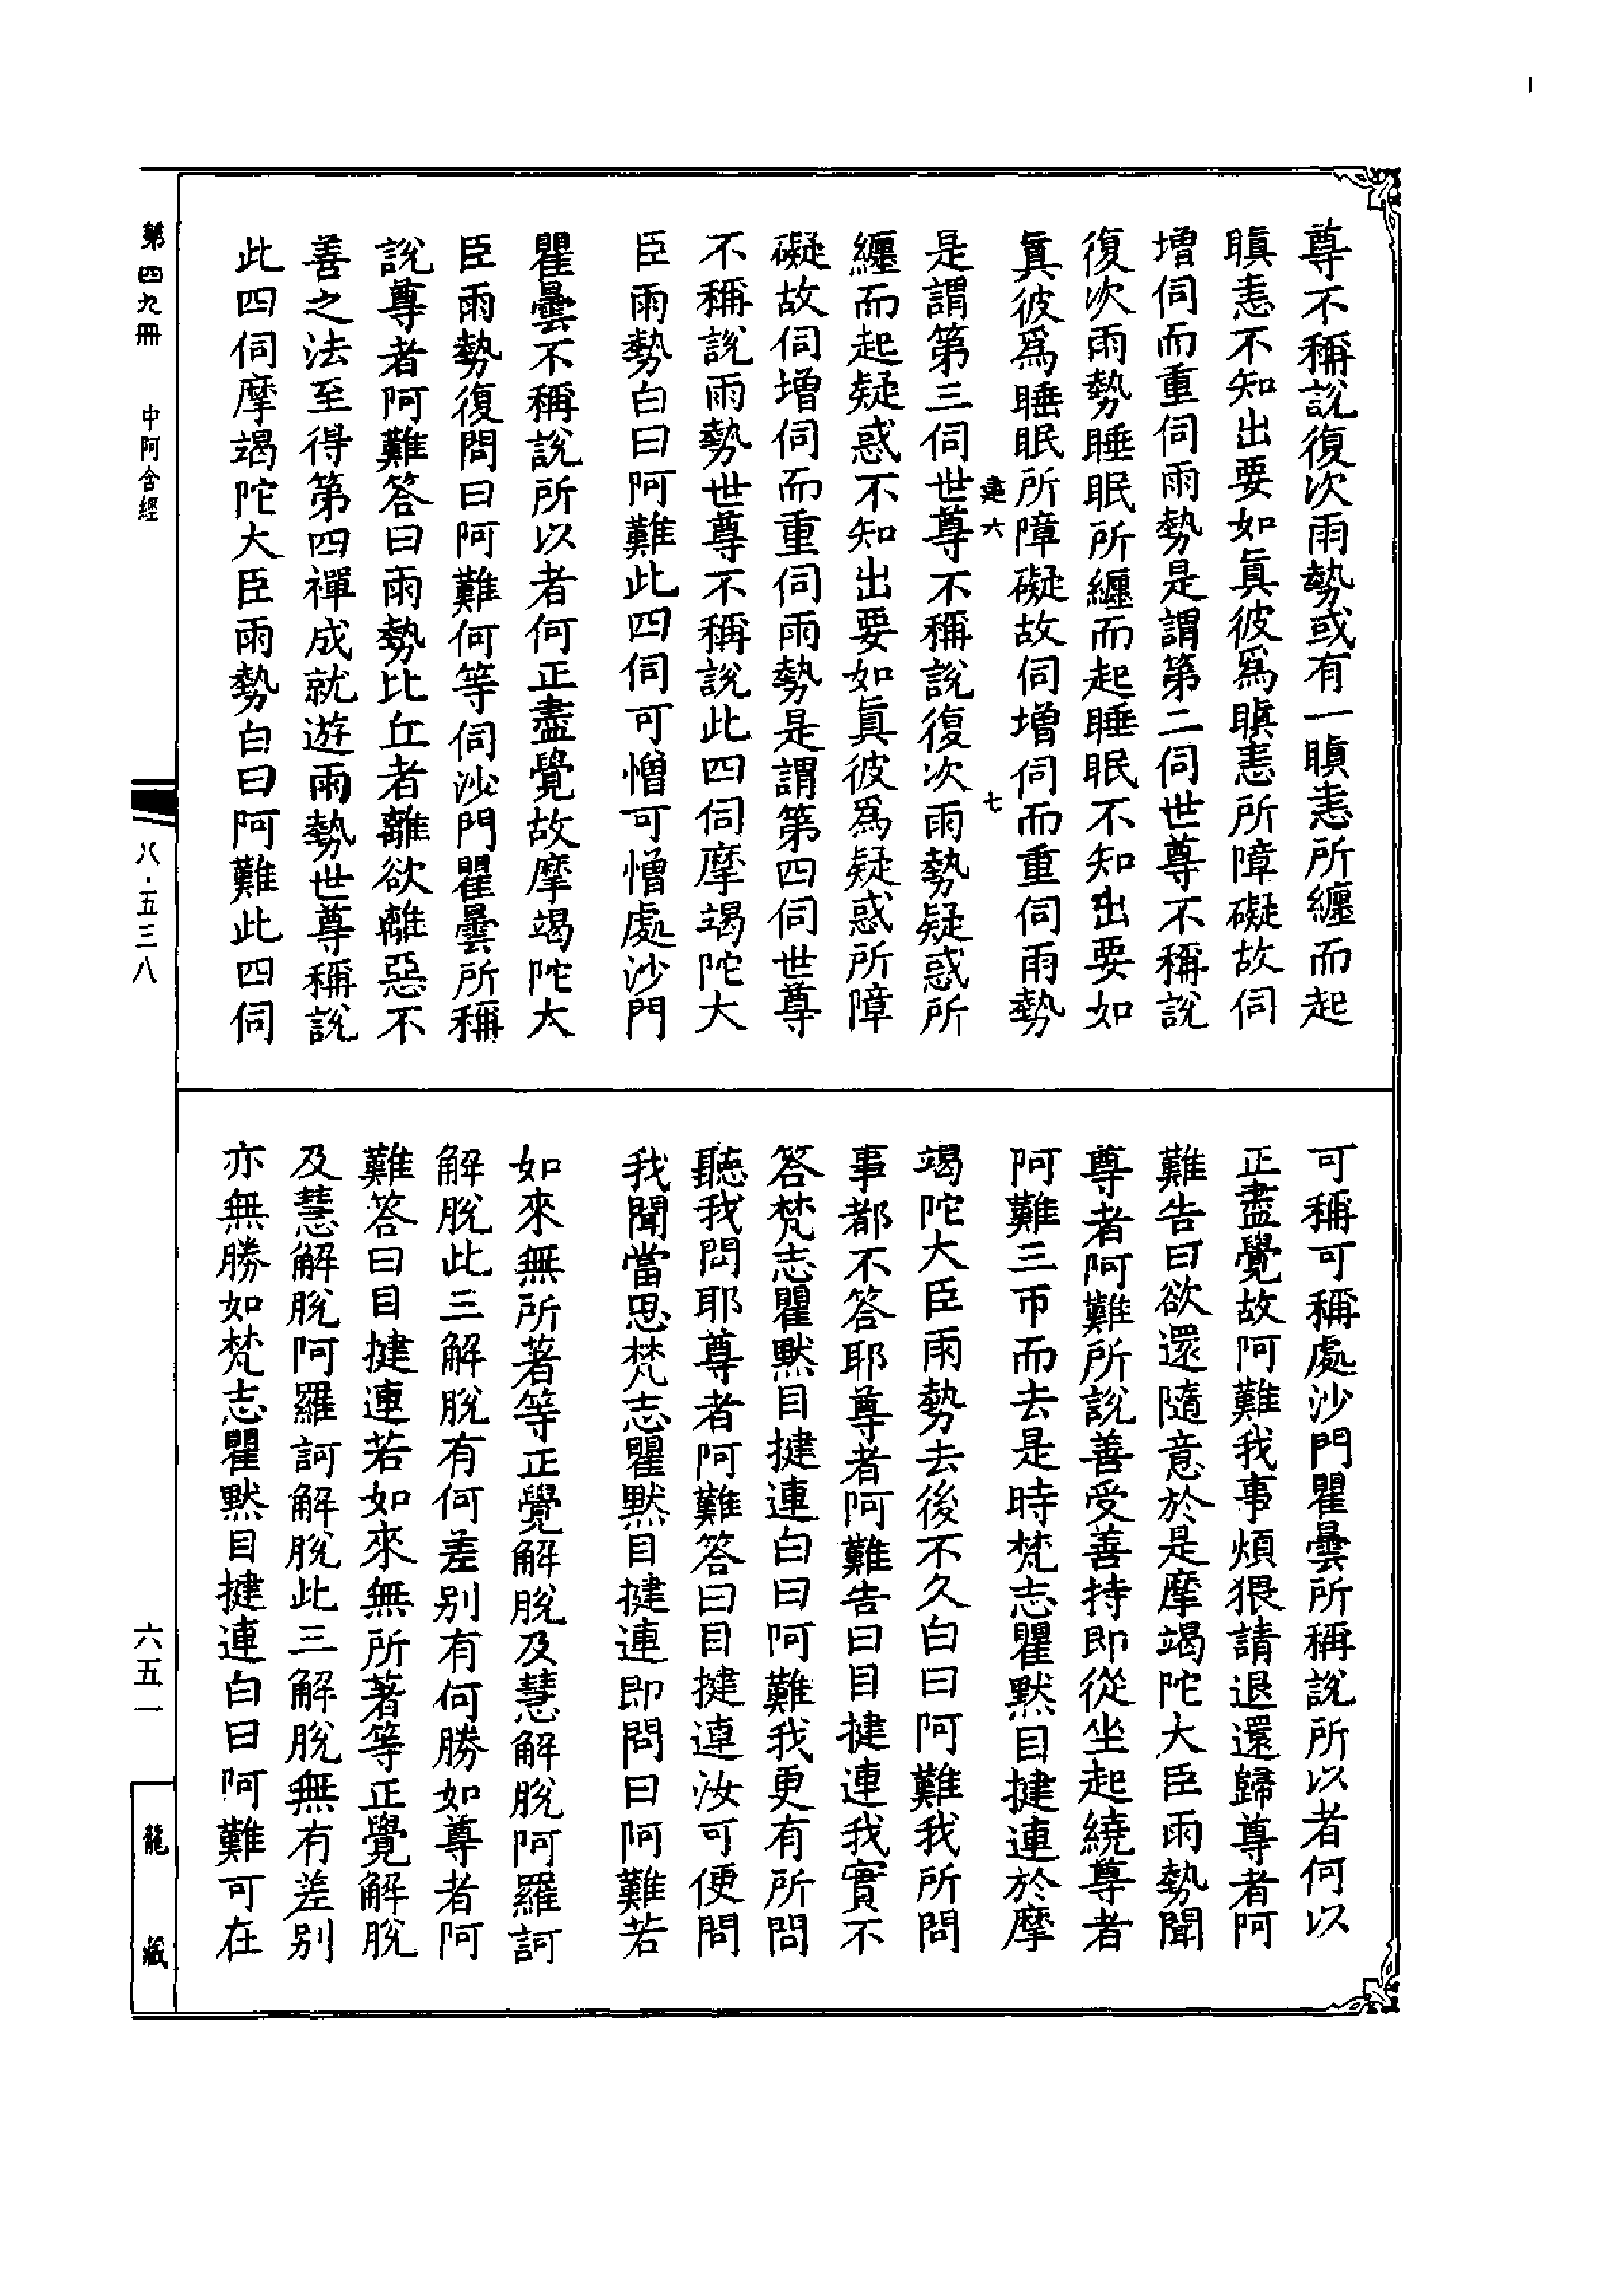 尊不稱說復次雨勢或有一瞋恚所纏而起
瞋恚不知出要如眞彼爲瞋恚所障礙故伺
增伺而重伺雨勢是謂第二伺世尊不稱說
復次雨勢睡眠所纏而起睡眠不知出要如
眞彼爲睡眠所障礙故伺增伺而重伺雨勢
建六 七
是謂第三伺世尊不稱說復次雨勢疑惑所
纏而起疑惑不知出要如眞彼爲疑惑所障
礙故伺增伺而重伺雨勢是謂第四伺世尊
不稱說雨勢世尊不稱說此四伺摩竭陀大
臣雨勢白曰阿難此四伺可憎可憎處沙門
瞿曇不稱說所以者何正盡覺故摩竭陀大
臣雨勢復問曰阿難何等伺沙門瞿曇所稱
說尊者阿難答曰雨勢比丘者離欲離惡不
善之法至得第四禪成就遊雨勢世尊稱說
此四伺摩竭陀大臣雨勢白曰阿難此四伺
可稱可稱處沙門瞿曇所稱說所以者何以
正盡覺故阿難我事煩猥請退還歸尊者阿
難告曰欲還隨意於是摩竭陀大臣雨勢聞
尊者阿難所說善受善持即從坐起繞尊者
阿難三帀而去是時梵志瞿默目揵連於摩
竭陀大臣雨勢去後不久白曰阿難我所問
事都不答耶尊者阿難告曰目揵連我實不
答梵志瞿默目揵連白曰阿難我更有所問
聽我問耶尊者阿難答曰目揵連汝可便問
我聞當思梵志瞿默目揵連即問曰阿難若
如來無所著等正覺解脫及慧解脫阿羅訶
解脫此三解脫有何差別有何勝如尊者阿
難答曰目揵連若如來無所著等正覺解脫
及慧解脫阿羅訶解脫此三解脫無有差別
亦無勝如梵志瞿默目揵連白曰阿難可在
第四九冊 中阿含經
八·五三八
六五一
龍藏